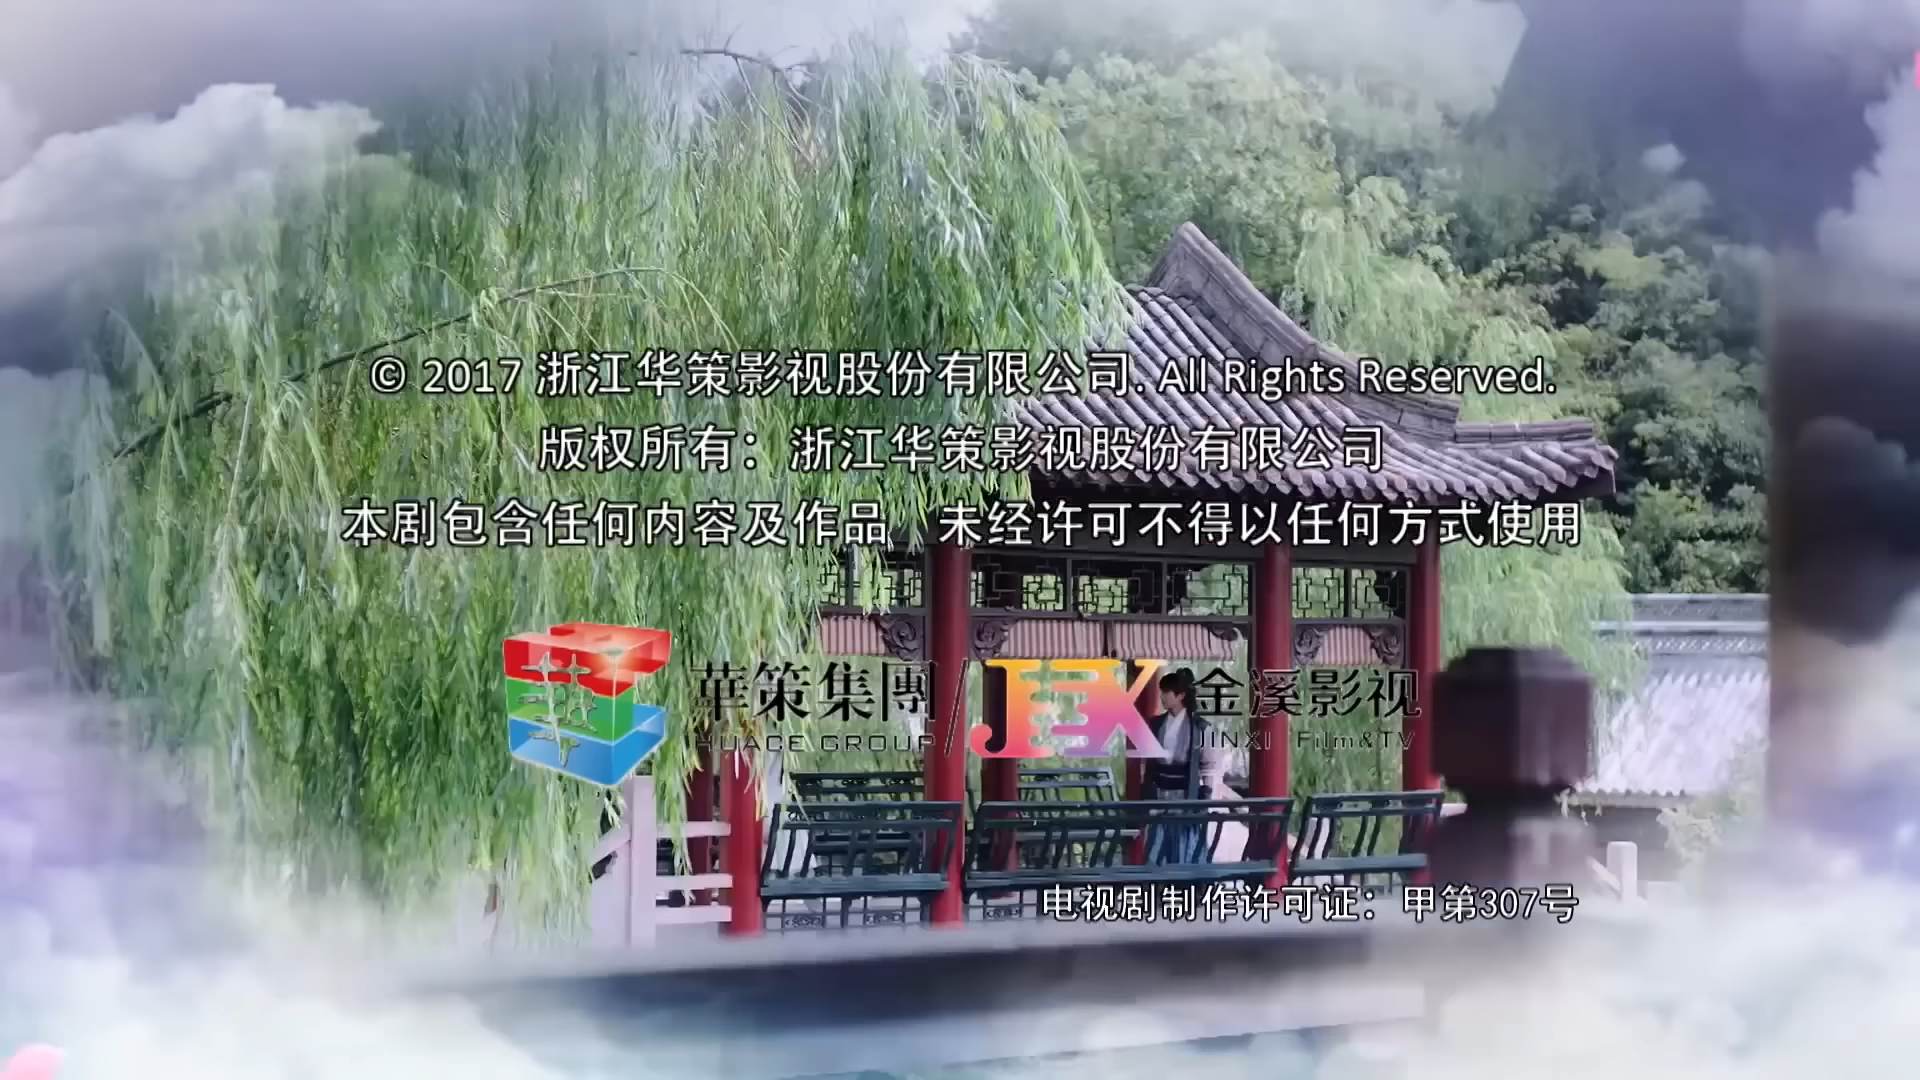 © 2017 浙江华策影视股份有限公司. All Rights Reserved.
版权所有：浙江华策影视股份有限公司
本剧包含任何内容及作品　未经许可不得以任何方式使用
華
華策集團
HUACE GROUP
/
JX
金溪影视
JINXI Film&TV
电视剧制作许可证：甲第307号